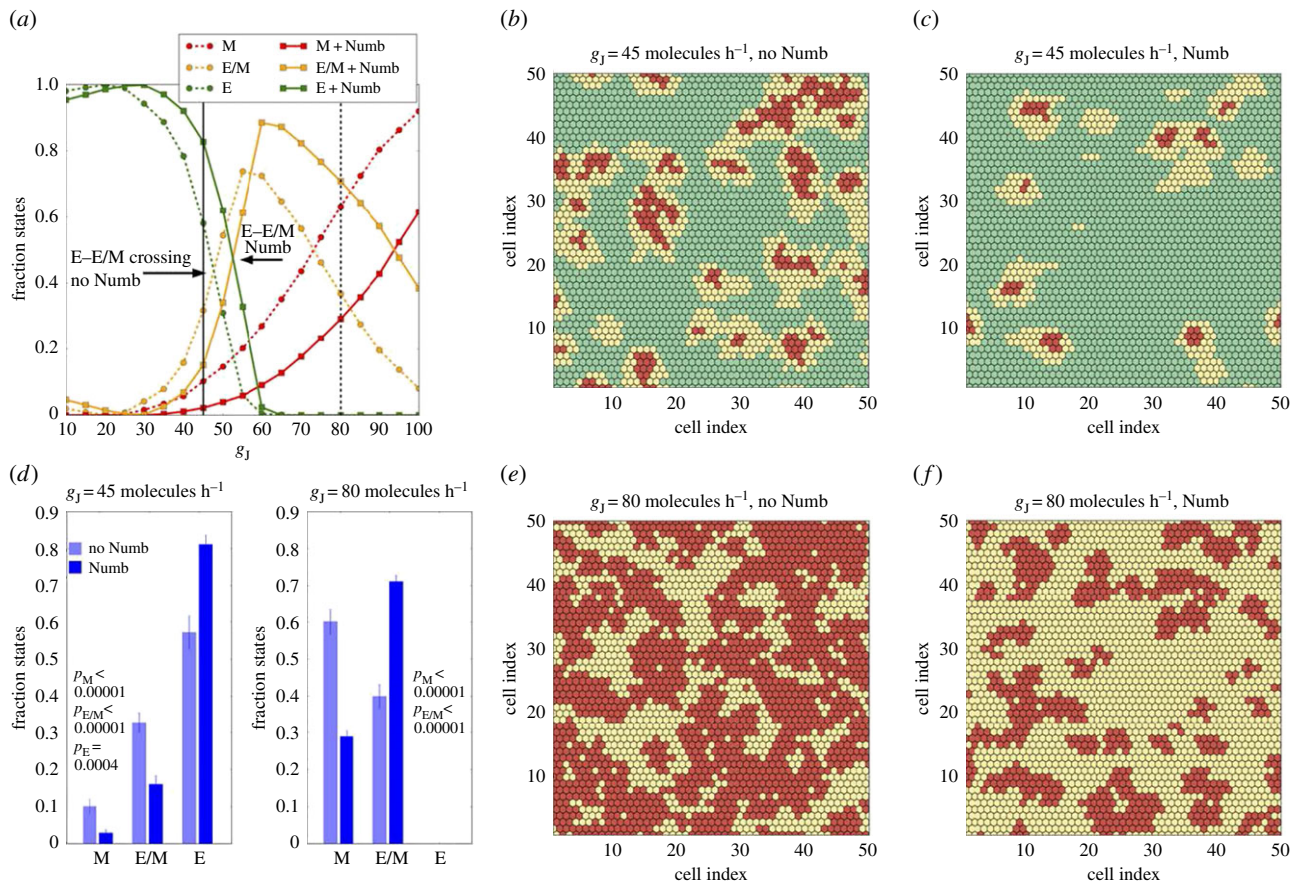 (a)
M
M + Numb
E/M
E/M + Numb
E
E + Numb
1.0
0.8
0.6
0.4
0.2
0
fraction states
E–E/M crossing
no Numb
E–E/M
Numb
10 20 30 40 50 60 70 80 90 100
gJ
(b)
gJ = 45 molecules h–1, no Numb
50
40
30
20
10
cell index
10 20 30 40 50
cell index
(c)
gJ = 45 molecules h–1, Numb
50
40
30
20
10
cell index
10 20 30 40 50
cell index
(d)
gJ = 45 molecules h–1
0.9
0.8
0.7
0.6
0.5
0.4
0.3
0.2
0.1
0
fraction states
no Numb
Numb
pM <
0.00001
pE/M <
0.00001
pE =
0.0004
M E/M E
gJ = 80 molecules h–1
0.9
0.8
0.7
0.6
0.5
0.4
0.3
0.2
0.1
0
fraction states
pM <
0.00001
pE/M <
0.00001
M E/M E
(e)
gJ = 80 molecules h–1, no Numb
50
40
30
20
10
cell index
10 20 30 40 50
cell index
(f)
gJ = 80 molecules h–1, Numb
50
40
30
20
10
cell index
10 20 30 40 50
cell index